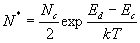 N* = N_c/2 exp (E_d − E_c)/kT